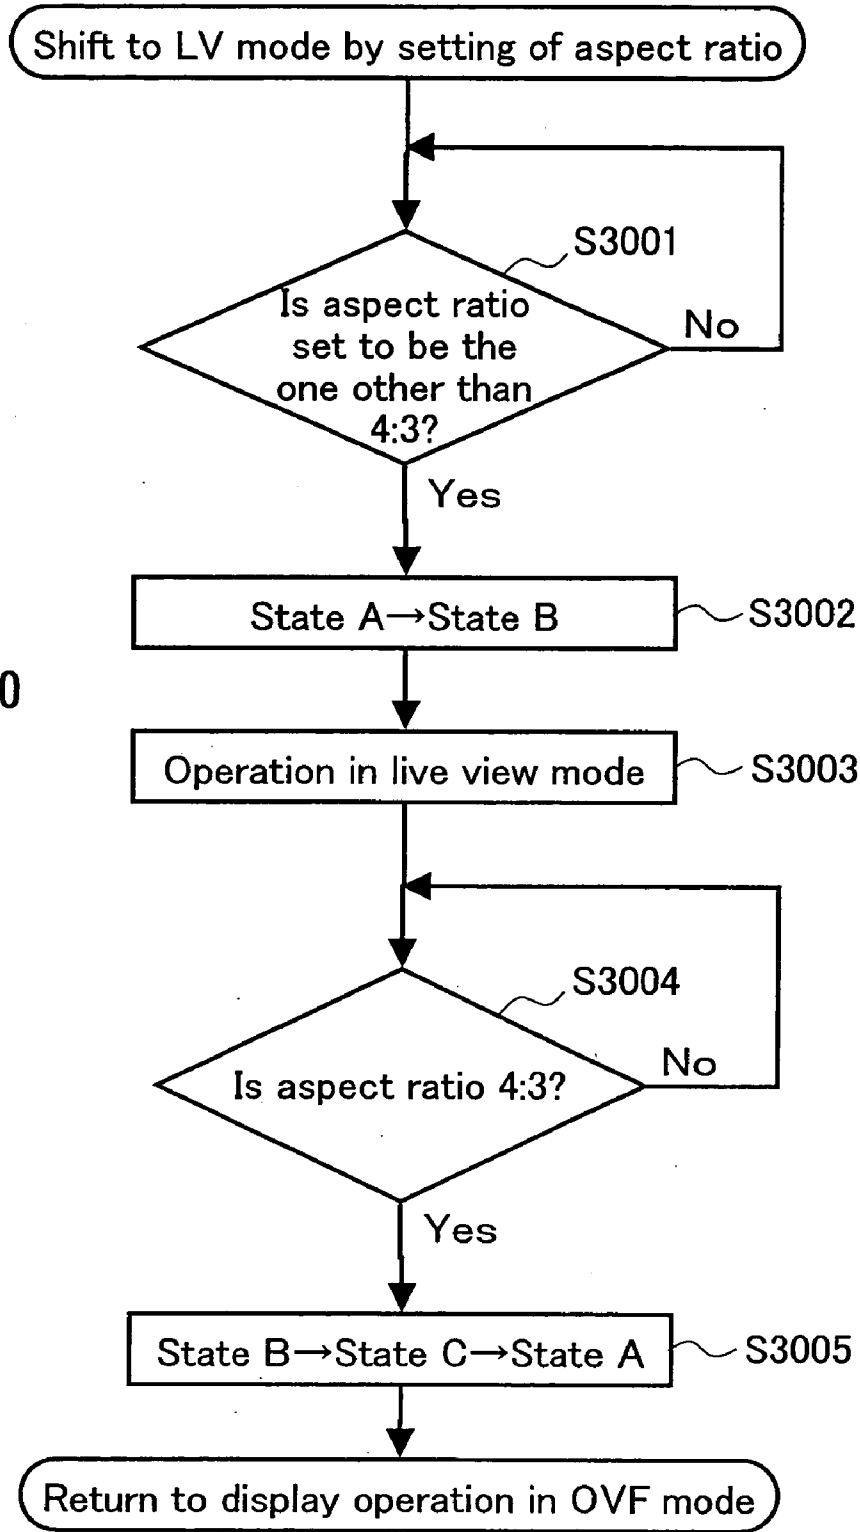 Shift to LV mode by setting of aspect ratio
S3001
Is aspect ratio
set to be the
one other than
4:3?
No
Yes
State A→State B
S3002
0
Operation in live view mode
S3003
S3004
Is aspect ratio 4:3?
No
Yes
State B→State C→State A
S3005
Return to display operation in OVF mode